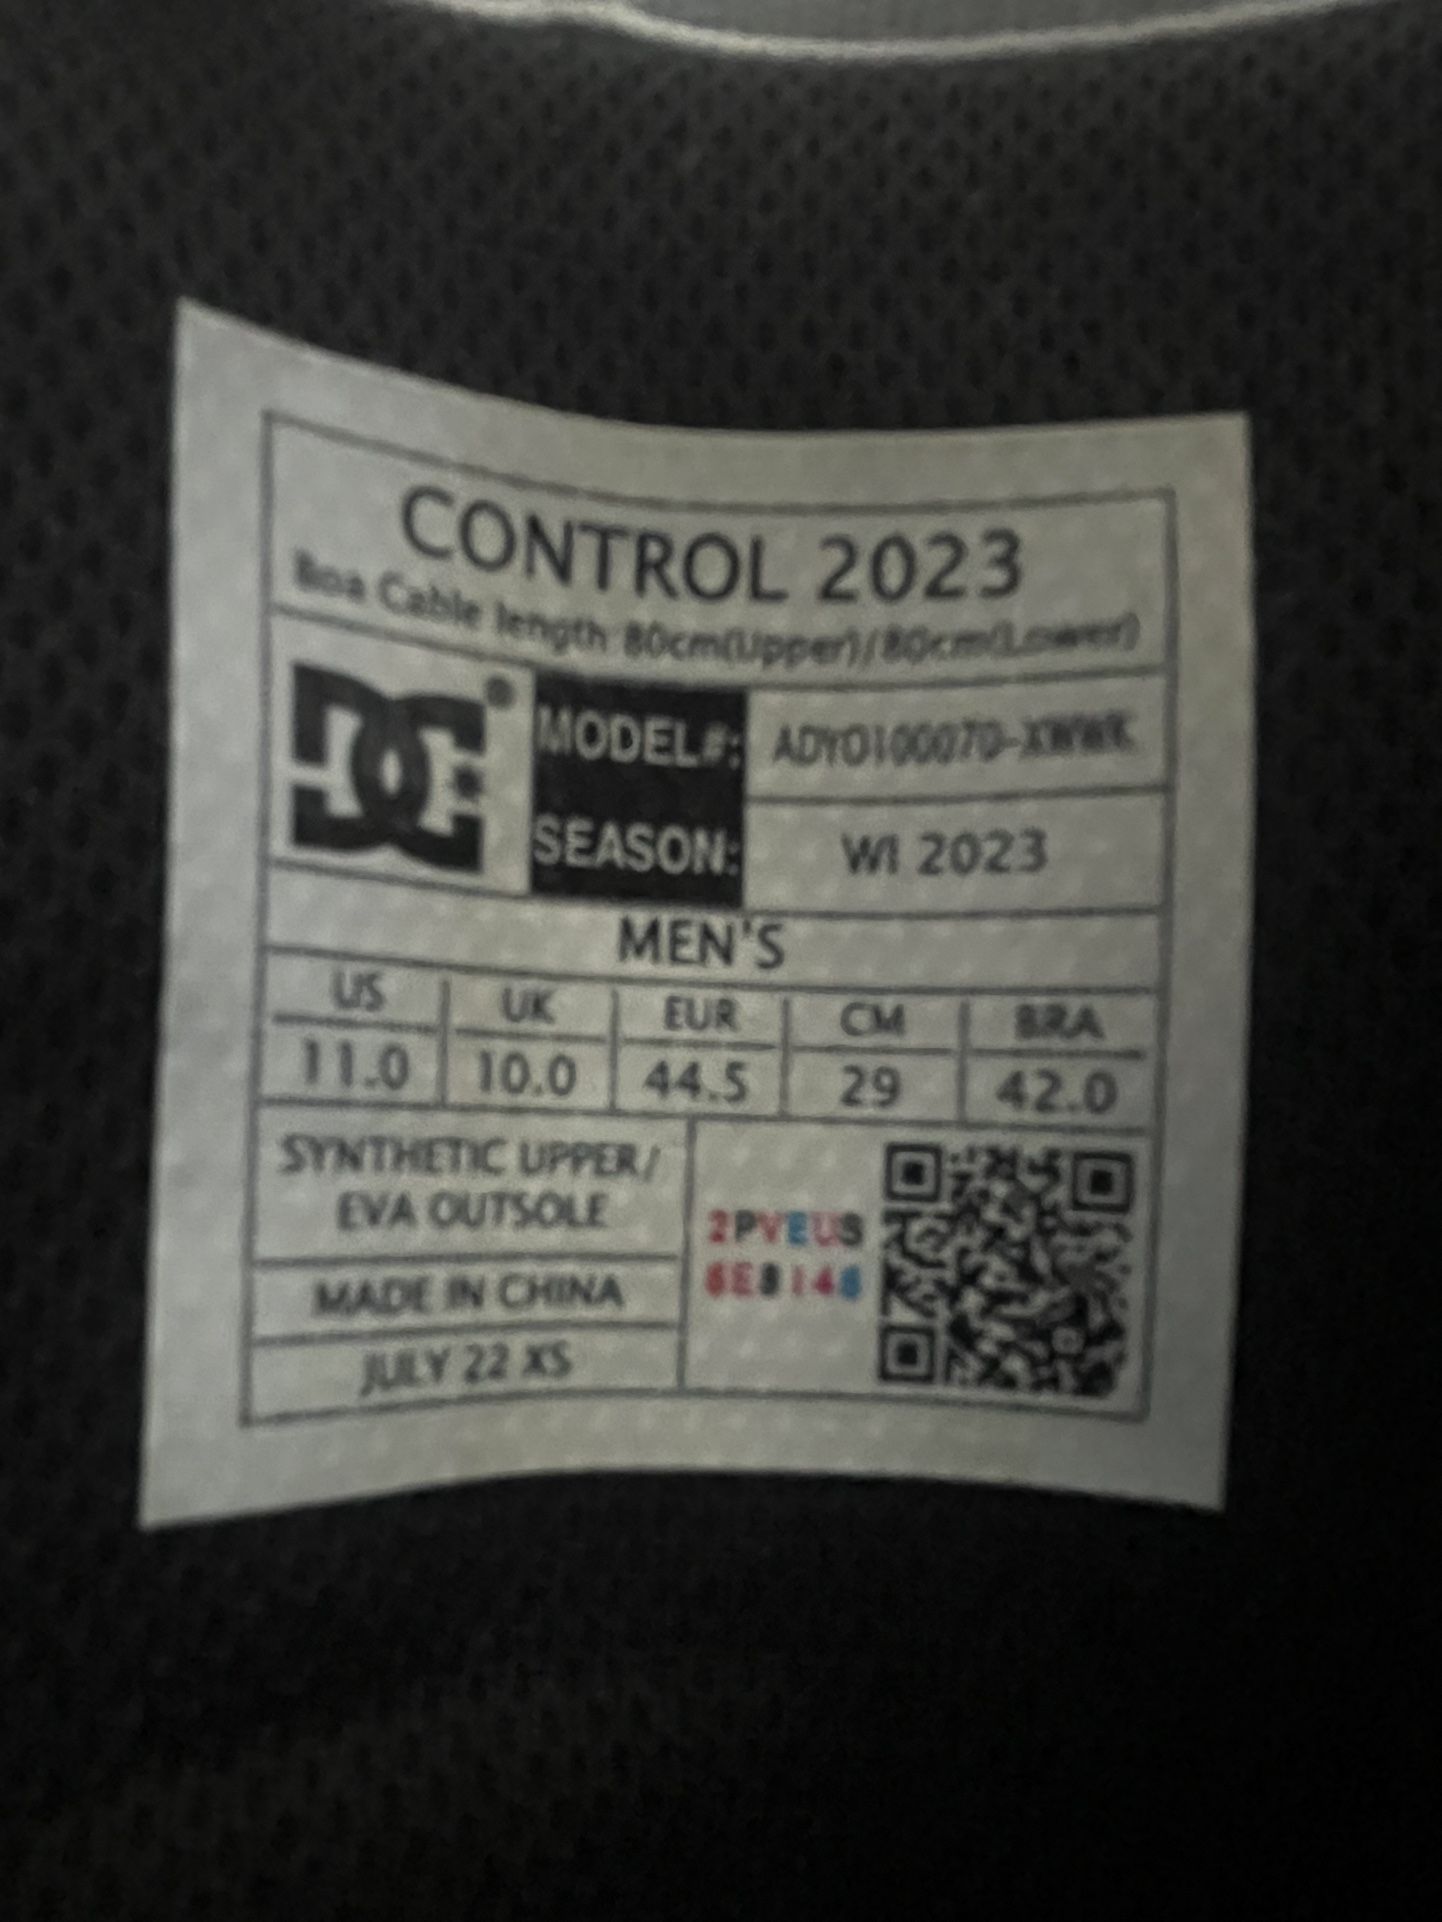 CONTROL 2023
Boa Cable length 80cm(Upper)/80cm(Lower)
DC®
MODEL#: ADYO100070-XWWK
SEASON: WI 2023
MEN'S
US UK EUR CM BRA
11.0 10.0 44.5 29 42.0
SYNTHETIC UPPER/
EVA OUTSOLE
MADE IN CHINA
JULY 22 XS
2PVEUS
6E8146